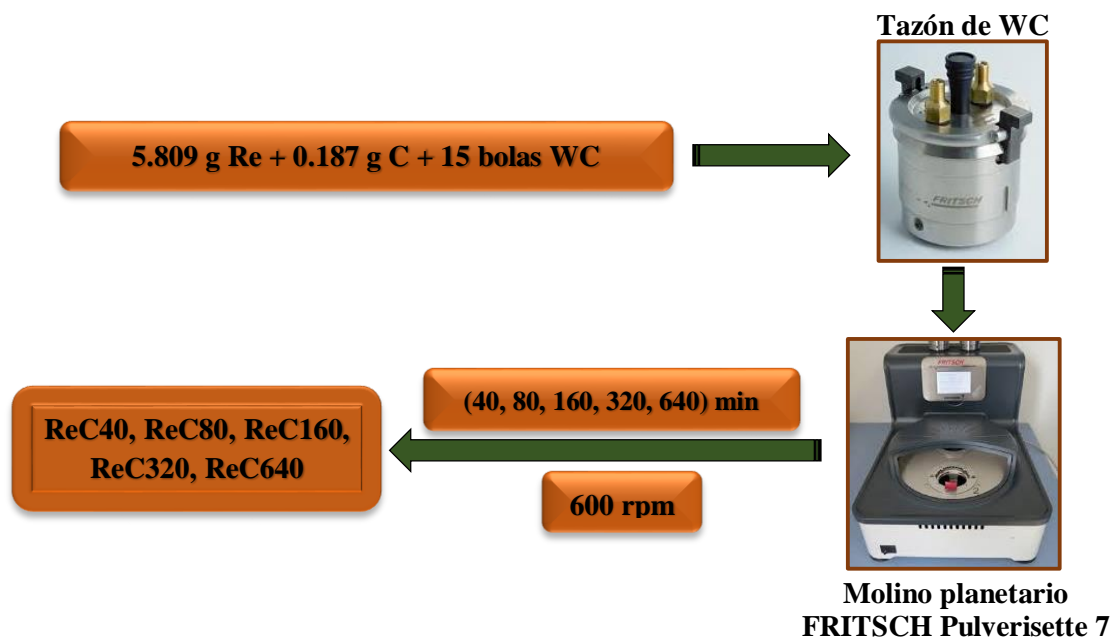 Tazón de WC
5.809 g Re + 0.187 g C + 15 bolas WC
FRITSCH
FRITSCH
(40, 80, 160, 320, 640) min
ReC40, ReC80, ReC160,
ReC320, ReC640
600 rpm
2
Molino planetario
FRITSCH Pulverisette 7